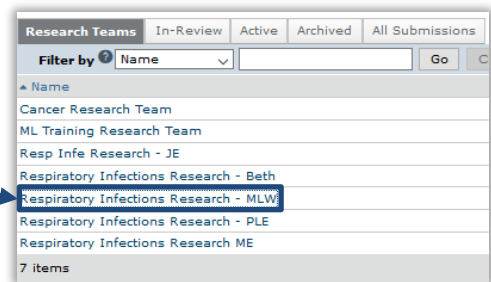 Research Teams In-Review Active Archived All Submissions
Filter by ? Name Go C
Name
Cancer Research Team
ML Training Research Team
Resp Infe Research - JE
Respiratory Infections Research - Beth
Respiratory Infections Research - MLW
Respiratory Infections Research - PLE
Respiratory Infections Research ME
7 items